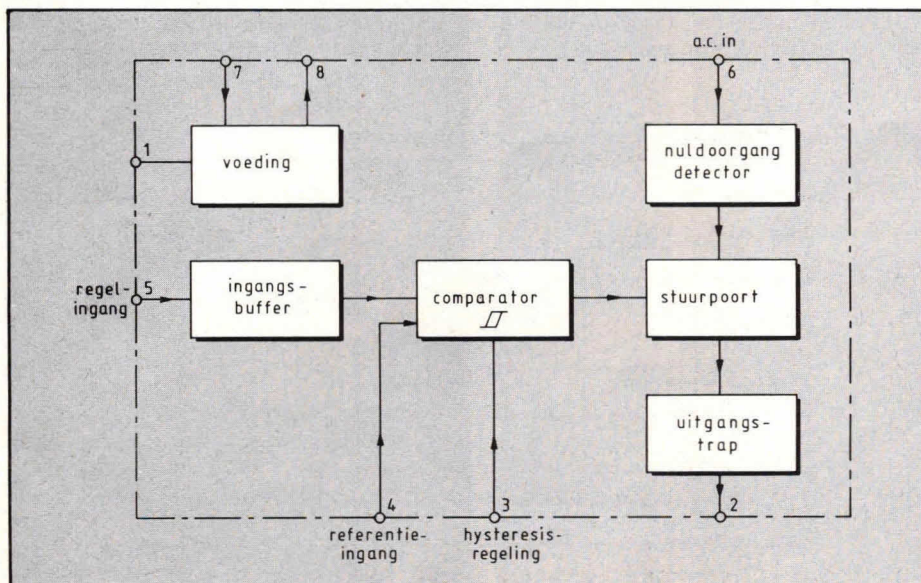 a.c. in
7
8
6
1
voeding
nuldoorgang
detector
regel-
ingang
5
ingangs-
buffer
comparator
stuurpoort
uitgangs-
trap
4
3
2
referentie-
ingang
hysteresis-
regeling